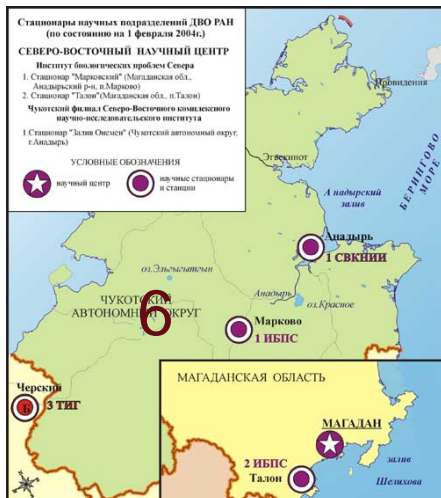 Стационары научных подразделений ДВО РАН
(по состоянию на 1 февраля 2004г.)
СЕВЕРО-ВОСТОЧНЫЙ НАУЧНЫЙ ЦЕНТР
Институт биологических проблем Севера
1. Стационар "Марковский" (Магаданская обл.,
Анадырьский р-н, п.Марково)
2. Стационар "Талон" (Магаданская обл., п.Талон)
Чукотский филиал Северо-Восточного комплексного
научно-исследовательского института
1.Стационар "Залив Онемен" (Чукотский автономный округ,
г.Анадырь)
УСЛОВНЫЕ ОБОЗНАЧЕНИЯ
научный центр
научные стационары
и станции
Провидения
Эгвекинот
Анадырский
залив
БЕРИНГОВО
МОРЕ
Анадырь
1 СВКНИИ
оз.Эльгыгытгын
Анадырь
оз.Красное
ЧУКОТСКИЙ
АВТОНОМНЫЙ ОКРУГ
6
Марково
1 ИБПС
Черский
Б
3 ТИГ
МАГАДАНСКАЯ ОБЛАСТЬ
МАГАДАН
2 ИБПС
Талон
залив
Шелихова